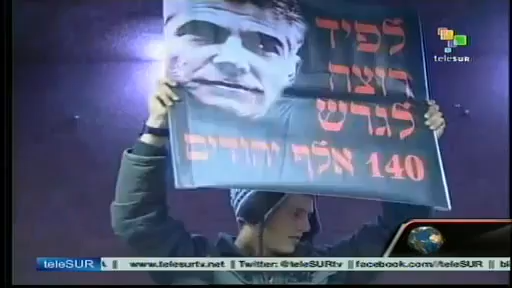 לפיד
רוצה
לגרש
140 אלף יהודים
teleSUR
teleSUR || www.telesurtv.net || Twitter: @teleSURtv || facebook.com//teleSUR ||